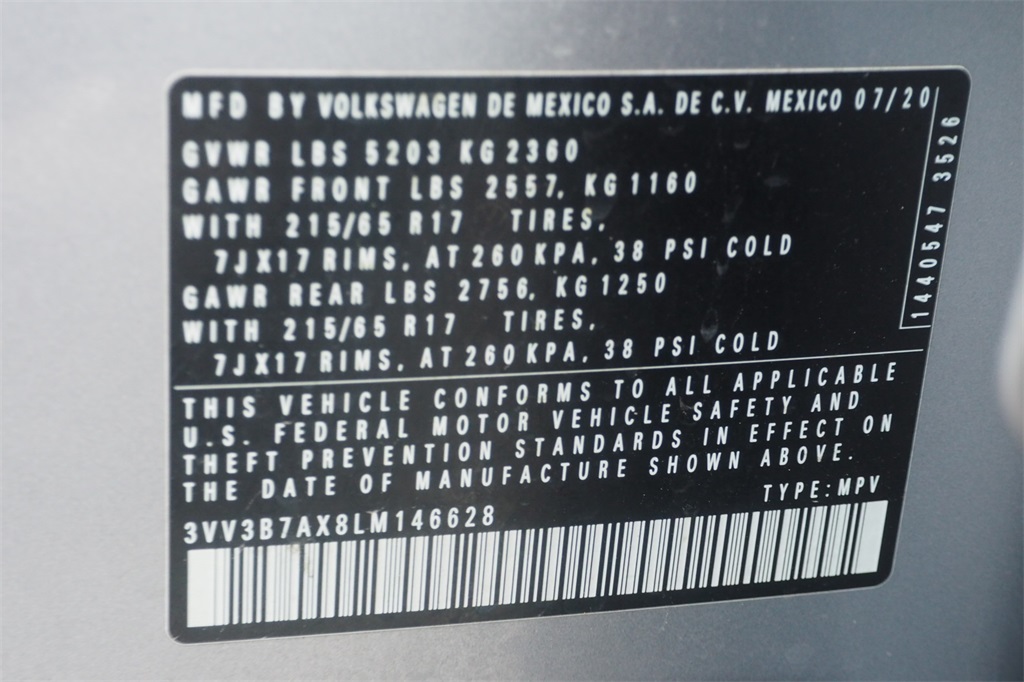 MFD BY VOLKSWAGEN DE MEXICO S.A. DE C.V. MEXICO 07/20
GVWR LBS 5203 KG 2360
GAWR FRONT LBS 2557, KG 1160
WITH 215/65 R17 TIRES,
7JX17 RIMS, AT 260 KPA, 38 PSI COLD
GAWR REAR LBS 2756, KG 1250
WITH 215/65 R17 TIRES,
7JX17 RIMS, AT 260 KPA, 38 PSI COLD
1440547 3526
THIS VEHICLE CONFORMS TO ALL APPLICABLE
U.S. FEDERAL MOTOR VEHICLE SAFETY AND
THEFT PREVENTION STANDARDS IN EFFECT ON
THE DATE OF MANUFACTURE SHOWN ABOVE.
TYPE: MPV
3VV3B7AX8LM146628